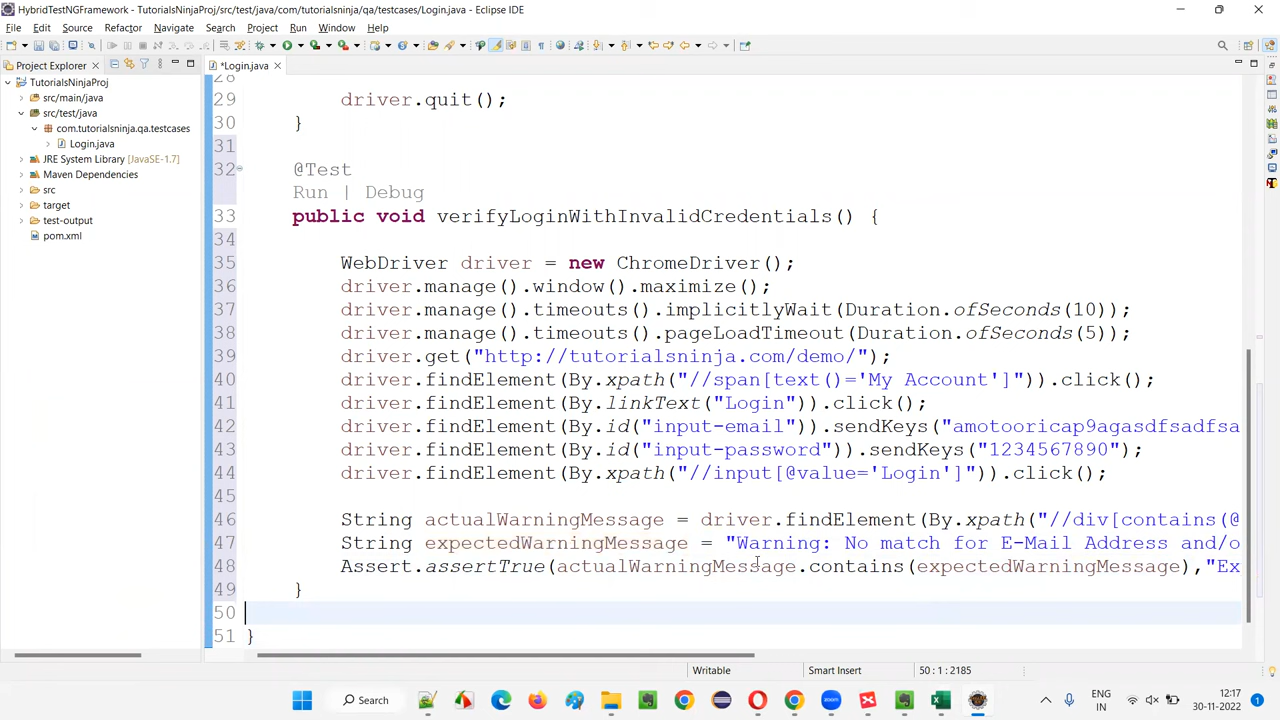 HybridTestNGFramework - TutorialsNinjaProj/src/test/java/com/tutorialsninja/qa/testcases/Login.java - Eclipse IDE
File Edit Source Refactor Navigate Search Project Run Window Help
Project Explorer
*Login.java
TutorialsNinjaProj
src/main/java
src/test/java
com.tutorialsninja.qa.testcases
Login.java
JRE System Library [JavaSE-1.7]
Maven Dependencies
src
target
test-output
pom.xml
28
29 driver.quit();
30 }
31
32 @Test
Run | Debug
33 public void verifyLoginWithInvalidCredentials() {
34
35 WebDriver driver = new ChromeDriver();
36 driver.manage().window().maximize();
37 driver.manage().timeouts().implicitlyWait(Duration.ofSeconds(10));
38 driver.manage().timeouts().pageLoadTimeout(Duration.ofSeconds(5));
39 driver.get("http://tutorialsninja.com/demo/");
40 driver.findElement(By.xpath("//span[text()='My Account']")).click();
41 driver.findElement(By.linkText("Login")).click();
42 driver.findElement(By.id("input-email")).sendKeys("amotooricap9agasdfsadfsa
43 driver.findElement(By.id("input-password")).sendKeys("1234567890");
44 driver.findElement(By.xpath("//input[@value='Login']")).click();
45
46 String actualWarningMessage = driver.findElement(By.xpath("//div[contains(@
47 String expectedWarningMessage = "Warning: No match for E-Mail Address and/o
48 Assert.assertTrue(actualWarningMessage.contains(expectedWarningMessage),"Ex
49 }
50
51 }
Writable Smart Insert 50 : 1 : 2185
Search
ENG
IN
12:17
30-11-2022
1